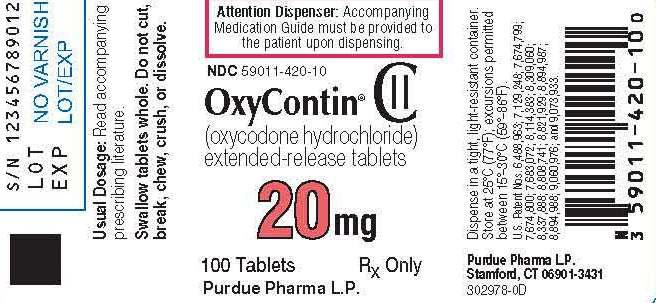 S/N 123456789012
LOT NO VARNISH
EXP LOT/EXP
Usual Dosage: Read accompanying
prescribing literature.
Swallow tablets whole. Do not cut,
break, chew, crush, or dissolve.
Attention Dispenser: Accompanying
Medication Guide must be provided to
the patient upon dispensing.
NDC 59011-420-10
OxyContin® CII
(oxycodone hydrochloride)
extended-release tablets
20 mg
100 Tablets Rx Only
Purdue Pharma L.P.
Dispense in a tight, light-resistant container.
Store at 25°C (77°F); excursions permitted
between 15°-30°C (59°-86°F).
U.S. Patent Nos. 6,488,963; 7,129,248; 7,674,799;
7,674,800; 7,683,072; 8,114,383; 8,309,060;
8,337,888; 8,808,741; 8,821,929; 8,894,987;
8,894,988; 9,060,976; and 9,073,933.
Purdue Pharma L.P.
Stamford, CT 06901-3431
302978-0D
N 3 59011-420-100